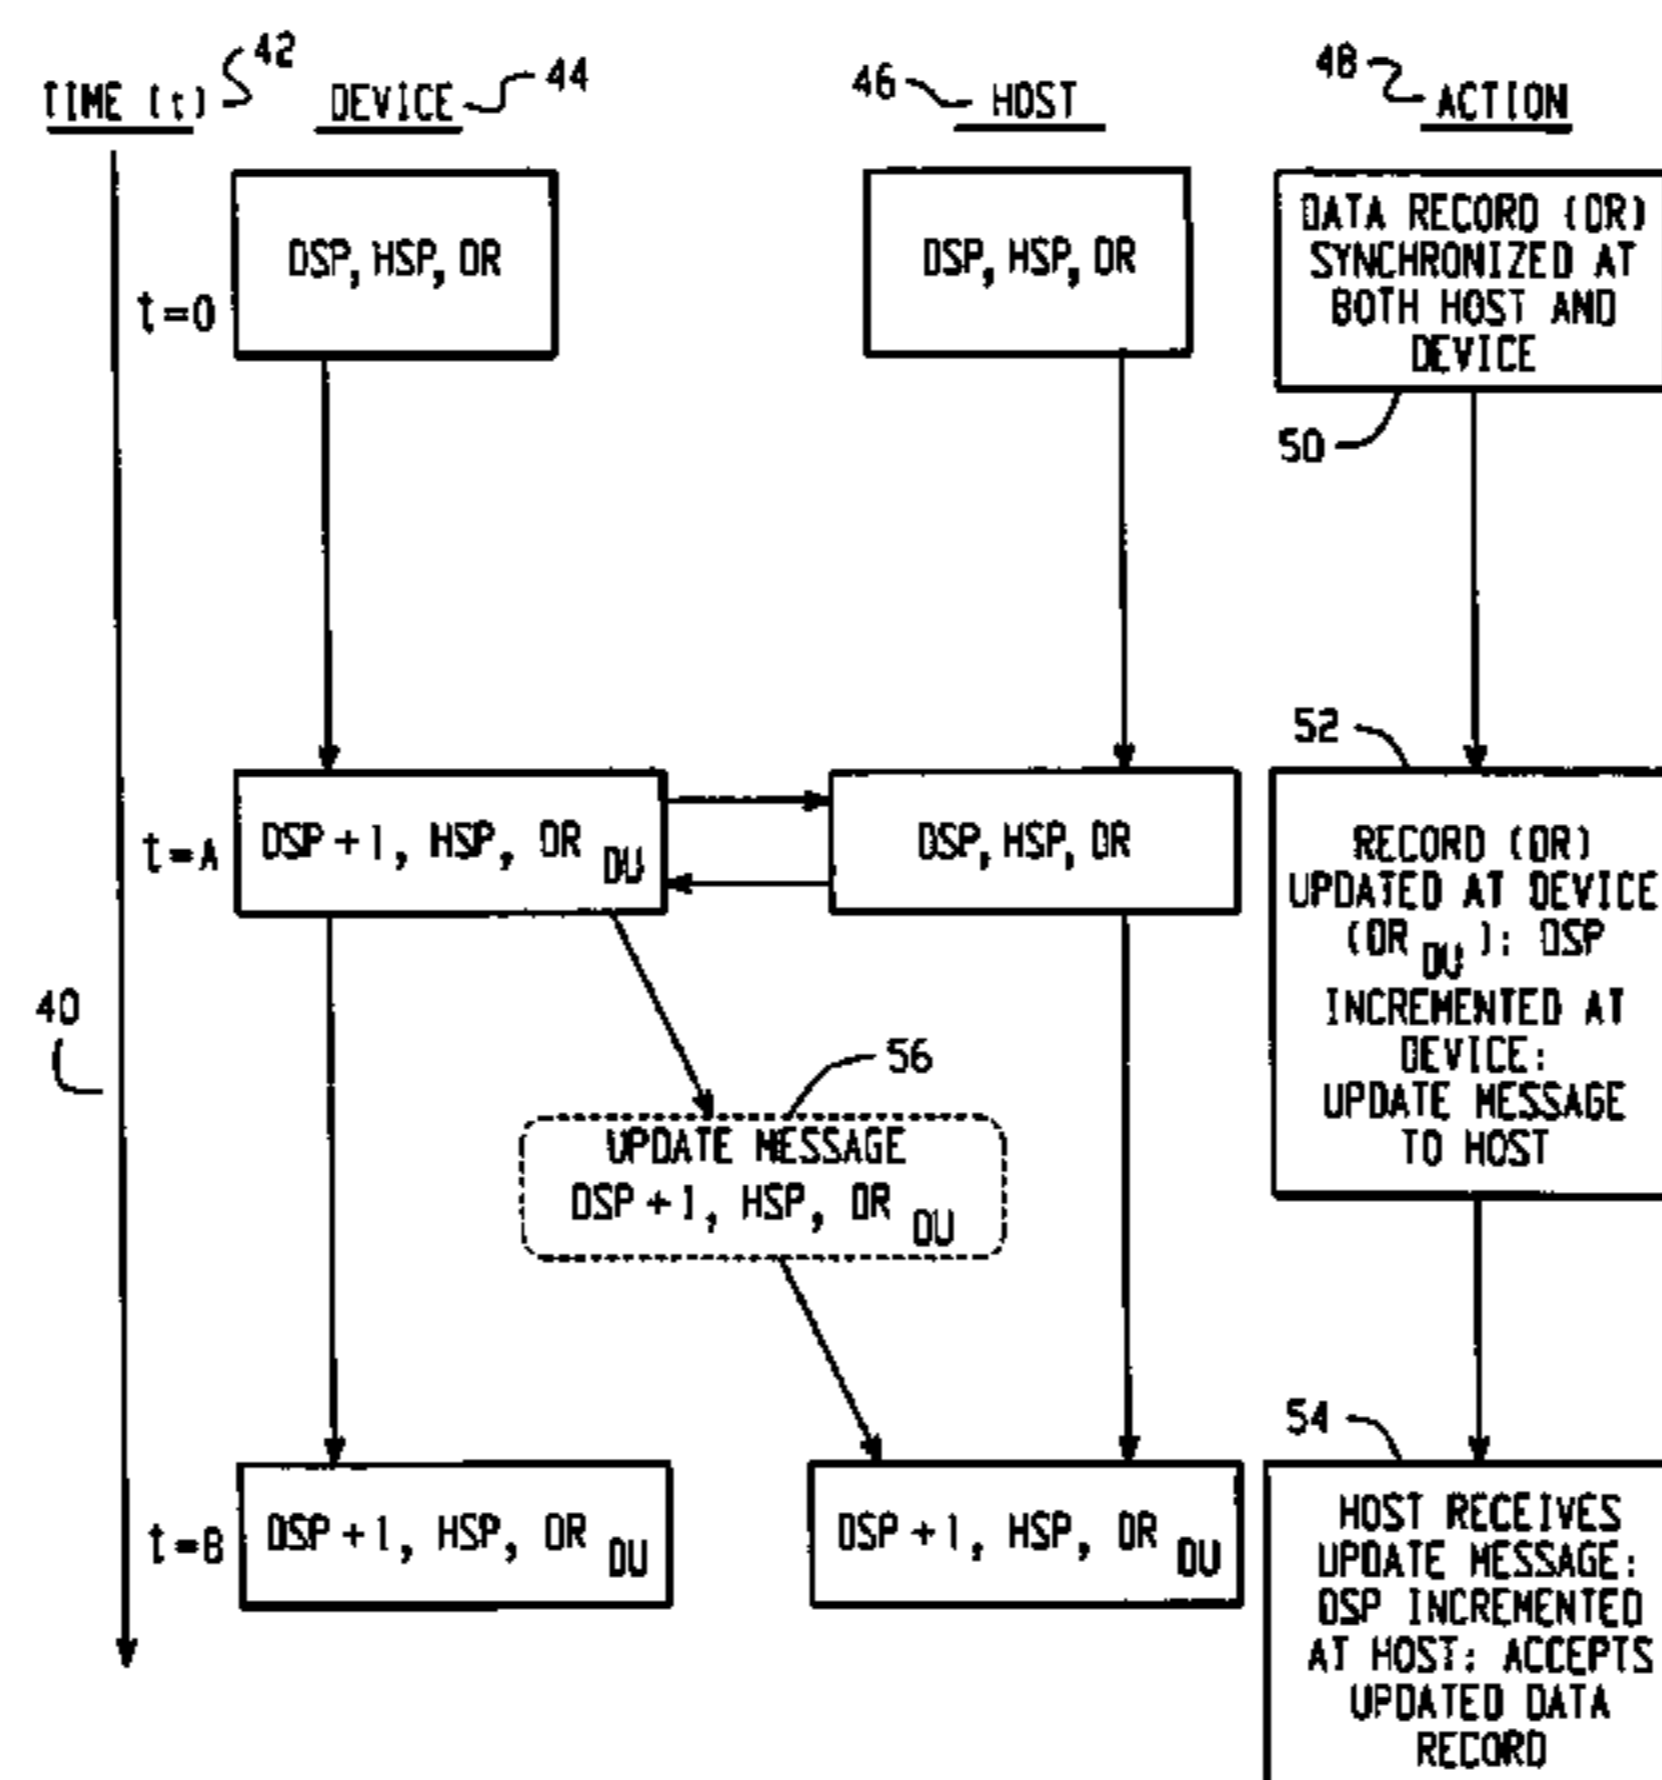 42
44
46
48
TIME (t)
DEVICE
HOST
ACTION
t=0
DSP, HSP, DR
DSP, HSP, DR
DATA RECORD (DR)
SYNCHRONIZED AT
BOTH HOST AND
DEVICE
50
52
t=A
DSP+1, HSP, DR DU
DSP, HSP, DR
RECORD (DR)
UPDATED AT DEVICE
(DR DU ): DSP
INCREMENTED AT
DEVICE:
UPDATE MESSAGE
TO HOST
40
56
UPDATE MESSAGE
DSP+1, HSP, DR DU
54
t=B
DSP+1, HSP, DR DU
DSP+1, HSP, DR DU
HOST RECEIVES
UPDATE MESSAGE:
DSP INCREMENTED
AT HOST: ACCEPTS
UPDATED DATA
RECORD